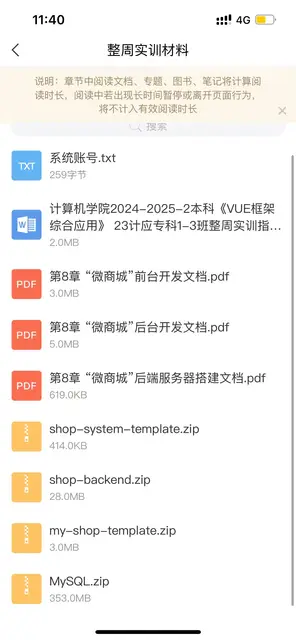 11:40
4G
整周实训材料
说明：章节中阅读文档、专题、图书、笔记将计算阅
读时长，阅读中若出现长时间暂停或离开页面行为，
将不计入有效阅读时长
搜索
TXT
系统账号.txt
259字节
计算机学院2024-2025-2本科《VUE框架
综合应用》 23计应专科1-3班整周实训指...
2.0MB
PDF
第8章 “微商城”前台开发文档.pdf
3.0MB
PDF
第8章 “微商城”后台开发文档.pdf
5.0MB
PDF
第8章 “微商城”后端服务器搭建文档.pdf
619.0KB
shop-system-template.zip
414.0KB
shop-backend.zip
28.0MB
my-shop-template.zip
3.0MB
MySQL.zip
353.0MB